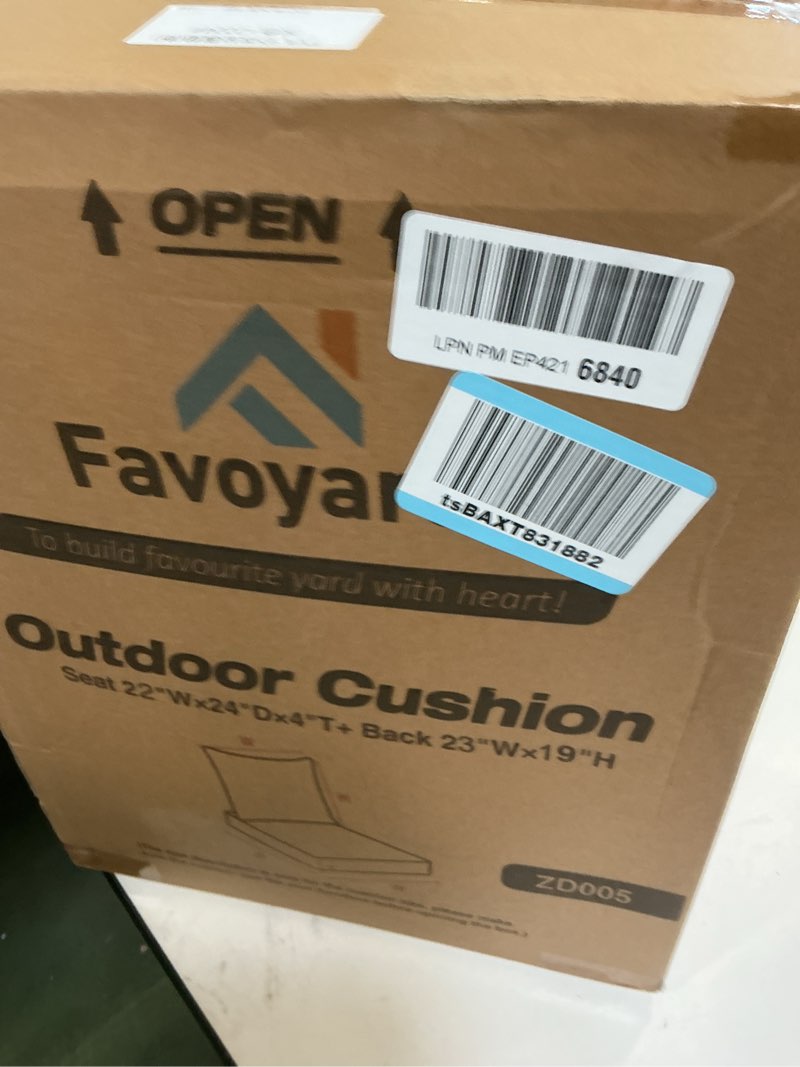 OPEN
LPN PM EP421 6840
Favoyar
tsBAXT831882
To build favourite yard with heart!
Outdoor Cushion
Seat 22"W×24"D×4"T+ Back 23"W×19"H
ZD005